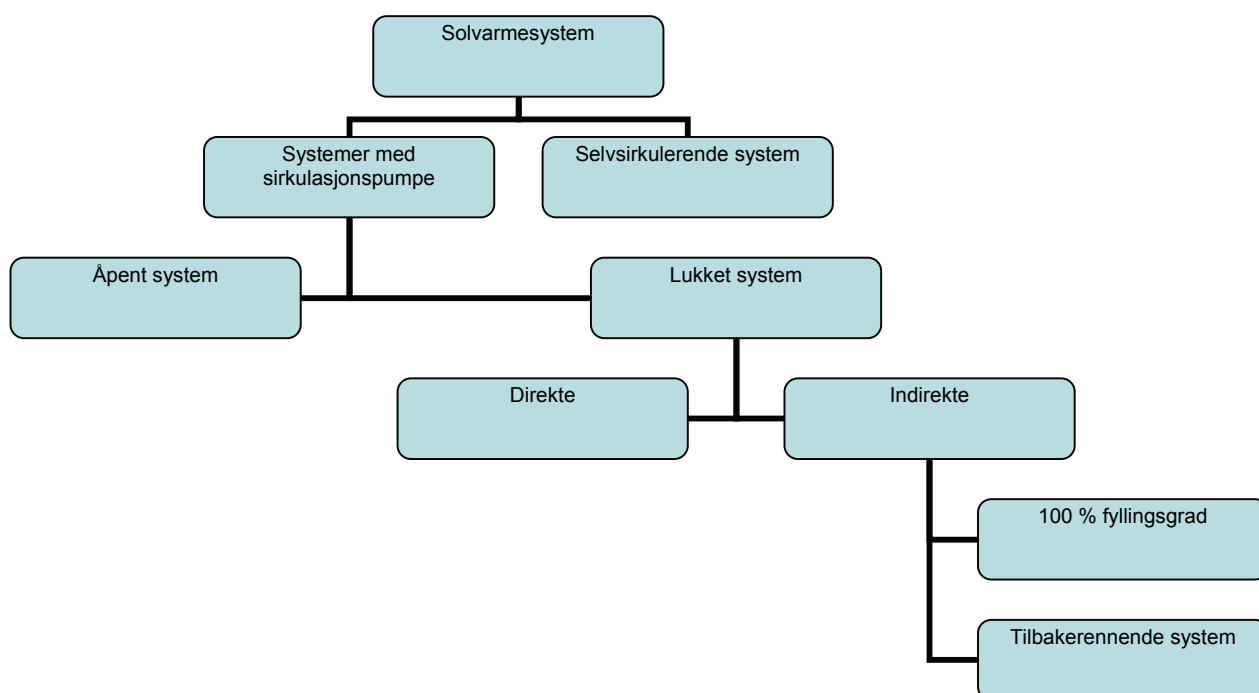 Solvarmesystem
Systemer med
sirkulasjonspumpe
Selvsirkulerende system
Åpent system
Lukket system
Direkte
Indirekte
100 % fyllingsgrad
Tilbakerennende system